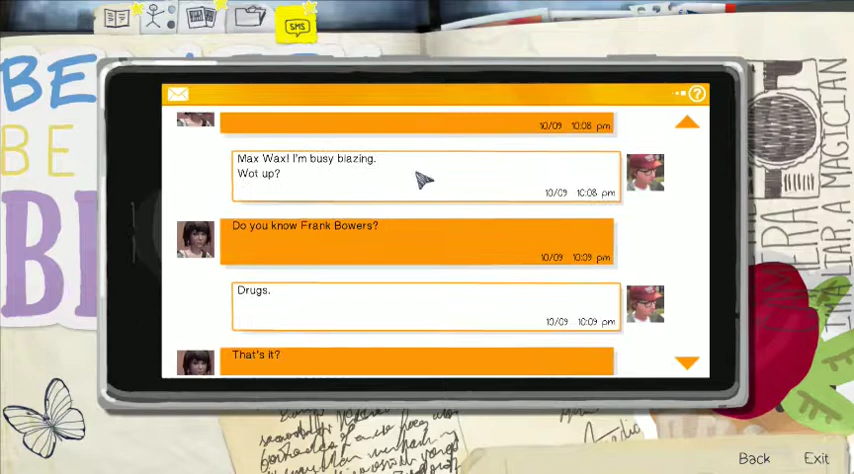 SMS
BE
BE
10/09 10:08 pm
Max Wax! I'm busy blazing.
Wot up?
10/09 10:08 pm
Do you know Frank Bowers?
10/09 10:09 pm
Drugs.
10/09 10:09 pm
That's it?
?
LIAR, A MAGICIAN
Back
Exit